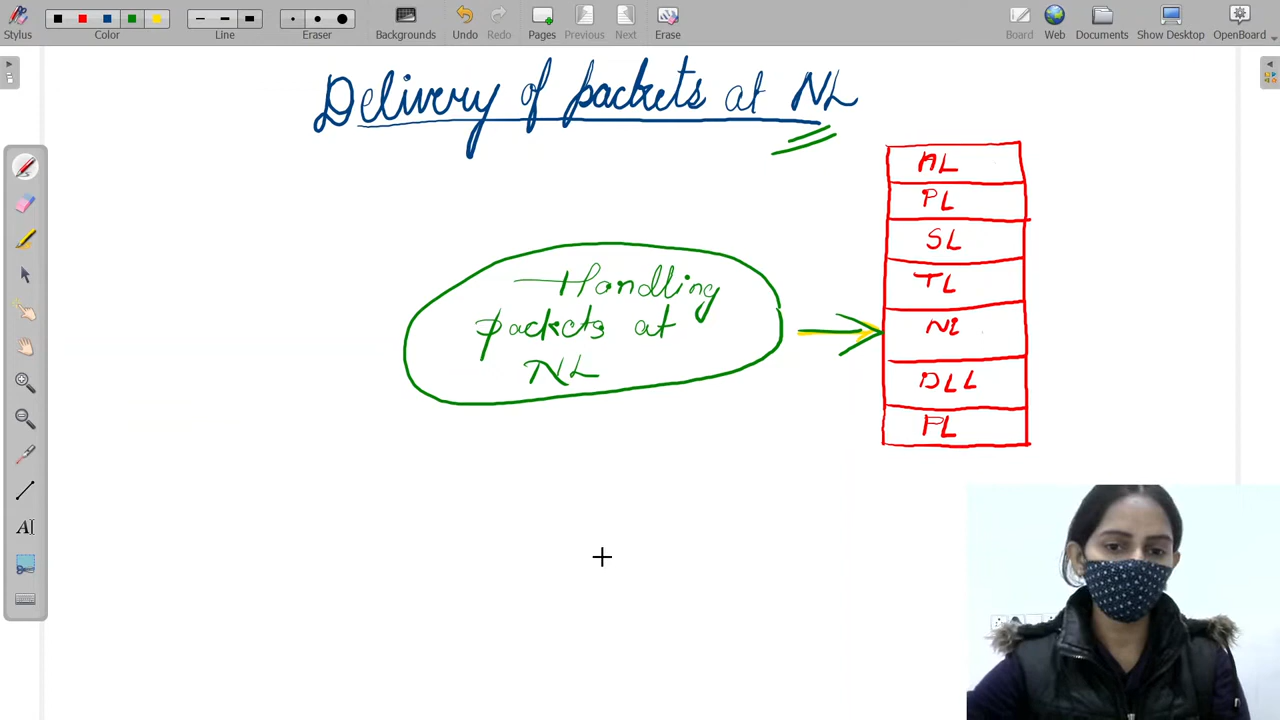 Stylus
Color
Line
Eraser
Backgrounds
Undo
Redo
Pages
Previous
Next
Erase
Board
Web
Documents
Show Desktop
OpenBoard
Delivery of packets at NL
AL
PL
SL
TL
NL
DLL
PL
Handling
packets at
NL
AI